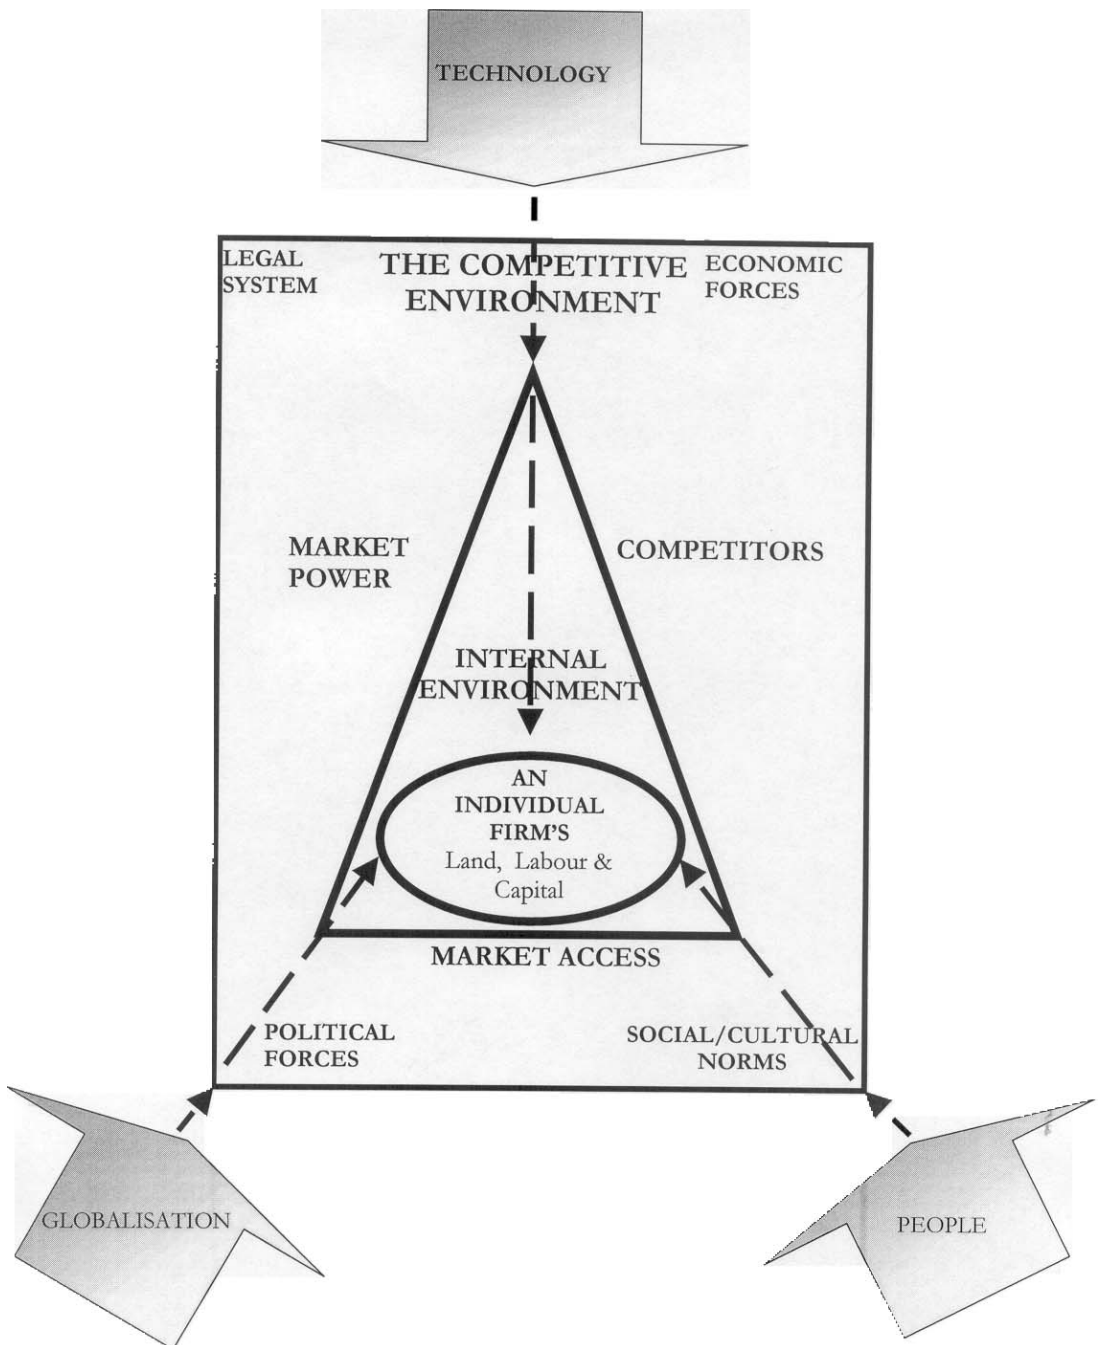 TECHNOLOGY
LEGAL
SYSTEM
THE COMPETITIVE
ENVIRONMENT
ECONOMIC
FORCES
MARKET
POWER
COMPETITORS
INTERNAL
ENVIRONMENT
AN
INDIVIDUAL
FIRM'S
Land, Labour &
Capital
MARKET ACCESS
POLITICAL
FORCES
SOCIAL/CULTURAL
NORMS
GLOBALISATION
PEOPLE